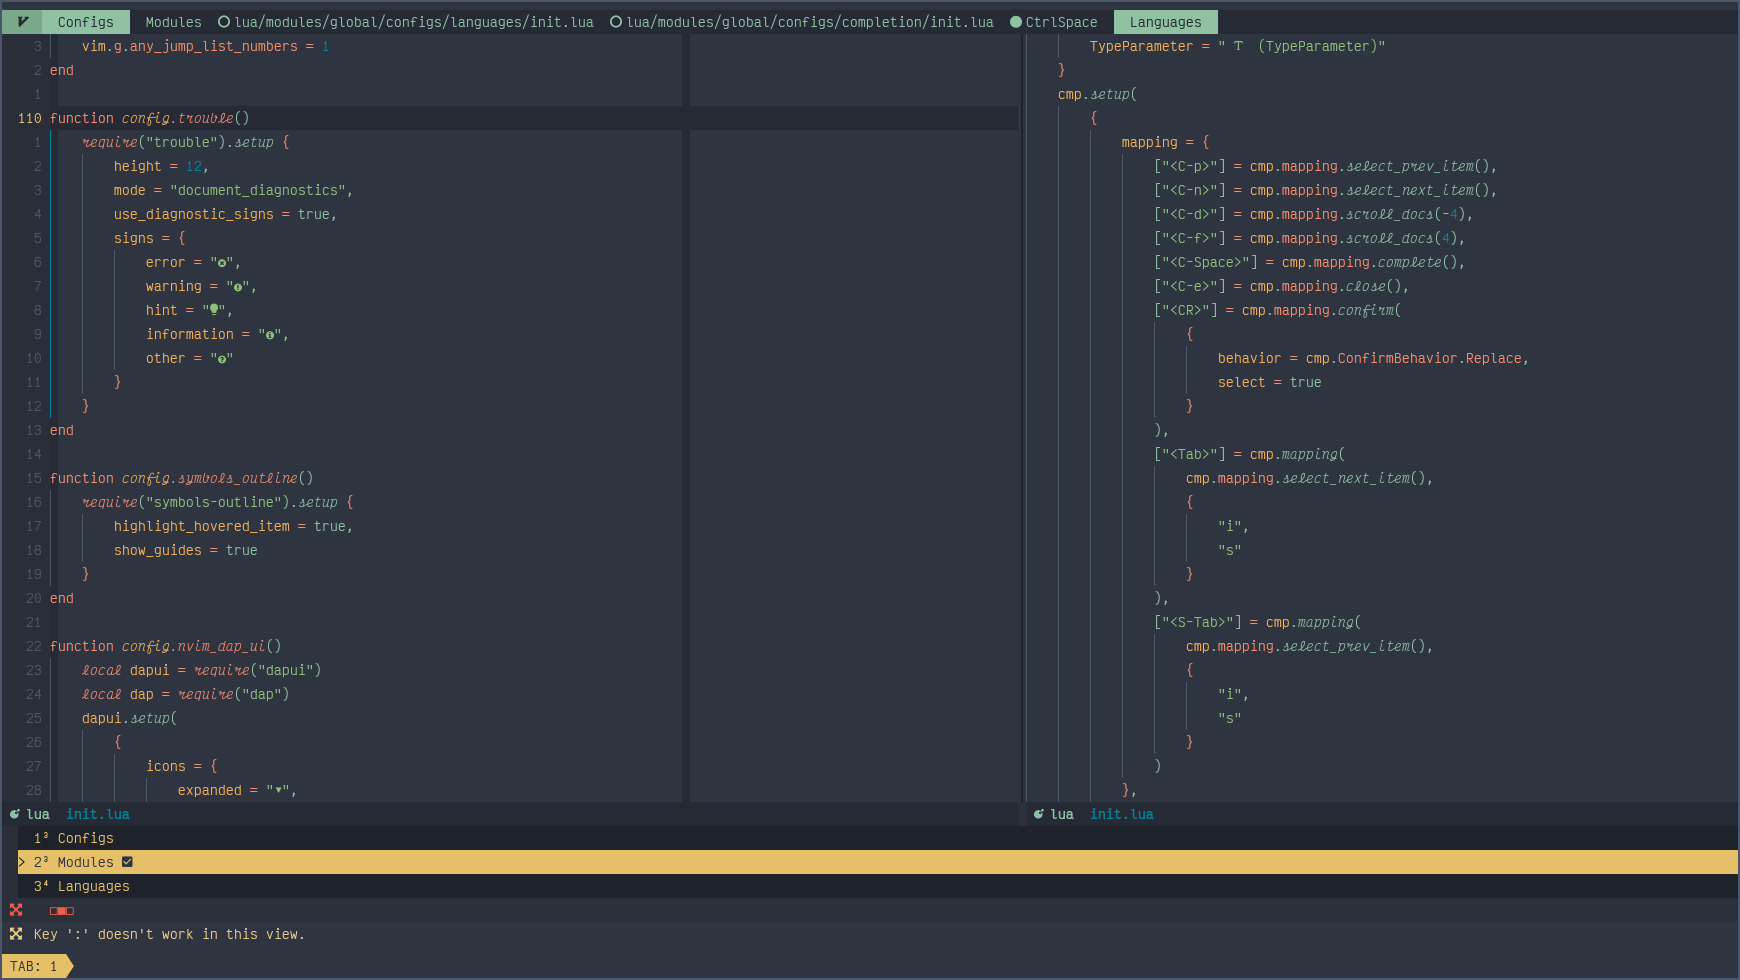 V Configs Modules lua/modules/global/configs/languages/init.lua lua/modules/global/configs/completion/init.lua CtrlSpace Languages
3 vim.g.any_jump_list_numbers = 1
2 end
1
110 function config.trouble()
1 require("trouble").setup {
2 height = 12,
3 mode = "document_diagnostics",
4 use_diagnostic_signs = true,
5 signs = {
6 error = "",
7 warning = "",
8 hint = "",
9 information = "",
10 other = ""
11 }
12 }
13 end
14
15 function config.symbols_outline()
16 require("symbols-outline").setup {
17 highlight_hovered_item = true,
18 show_guides = true
19 }
20 end
21
22 function config.nvim_dap_ui()
23 local dapui = require("dapui")
24 local dap = require("dap")
25 dapui.setup(
26 {
27 icons = {
28 expanded = "▾",
lua init.lua
TypeParameter = " T (TypeParameter)"
}
cmp.setup(
{
mapping = {
["<C-p>"] = cmp.mapping.select_prev_item(),
["<C-n>"] = cmp.mapping.select_next_item(),
["<C-d>"] = cmp.mapping.scroll_docs(-4),
["<C-f>"] = cmp.mapping.scroll_docs(4),
["<C-Space>"] = cmp.mapping.complete(),
["<C-e>"] = cmp.mapping.close(),
["<CR>"] = cmp.mapping.confirm(
{
behavior = cmp.ConfirmBehavior.Replace,
select = true
}
),
["<Tab>"] = cmp.mapping(
cmp.mapping.select_next_item(),
{
"i",
"s"
}
),
["<S-Tab>"] = cmp.mapping(
cmp.mapping.select_prev_item(),
{
"i",
"s"
}
)
},
lua init.lua
1³ Configs
> 2³ Modules
3⁴ Languages
Key ':' doesn't work in this view.
TAB: 1